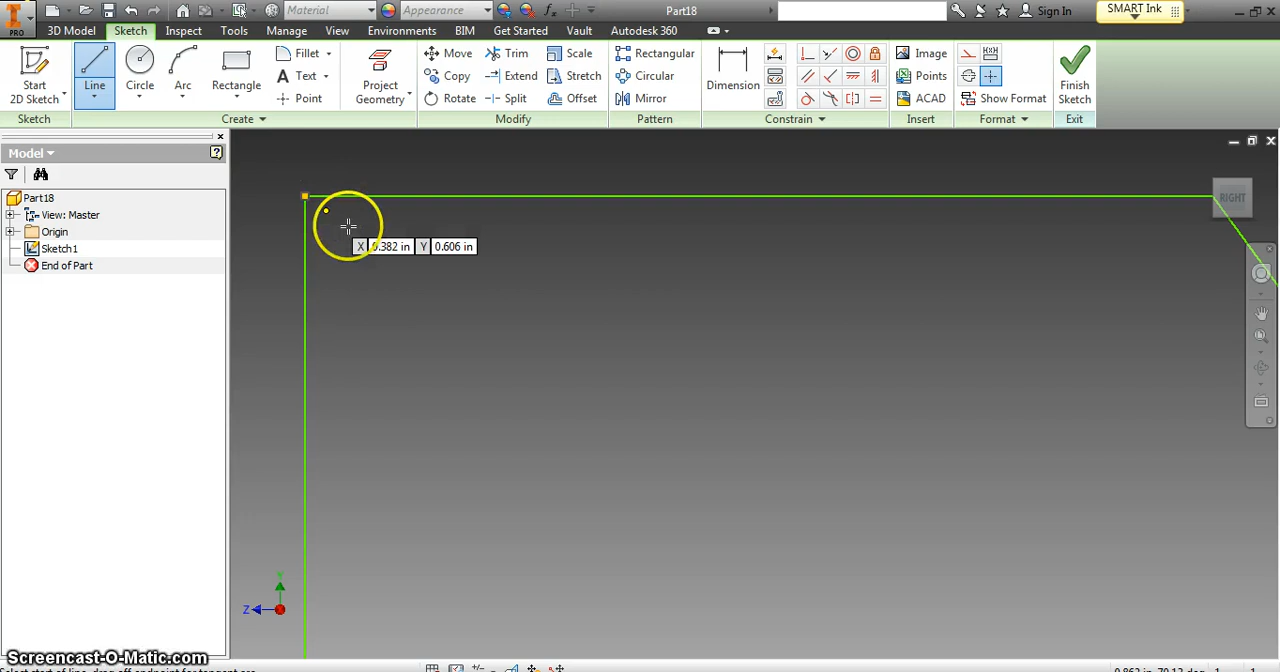 Material
Appearance
Part18
Sign In
SMART Ink
PRO
3D Model
Sketch
Inspect
Tools
Manage
View
Environments
BIM
Get Started
Vault
Autodesk 360
Start
2D Sketch
Line
Circle
Arc
Rectangle
Fillet
Text
Point
Project
Geometry
Move
Copy
Rotate
Trim
Extend
Split
Scale
Stretch
Offset
Rectangular
Circular
Mirror
Dimension
Image
Points
ACAD
Show Format
Finish
Sketch
Sketch
Create
Modify
Pattern
Constrain
Insert
Format
Exit
Model
Part18
View: Master
Origin
Sketch1
End of Part
RIGHT
X 0.382 in Y 0.606 in
Z
Screencast-O-Matic.com